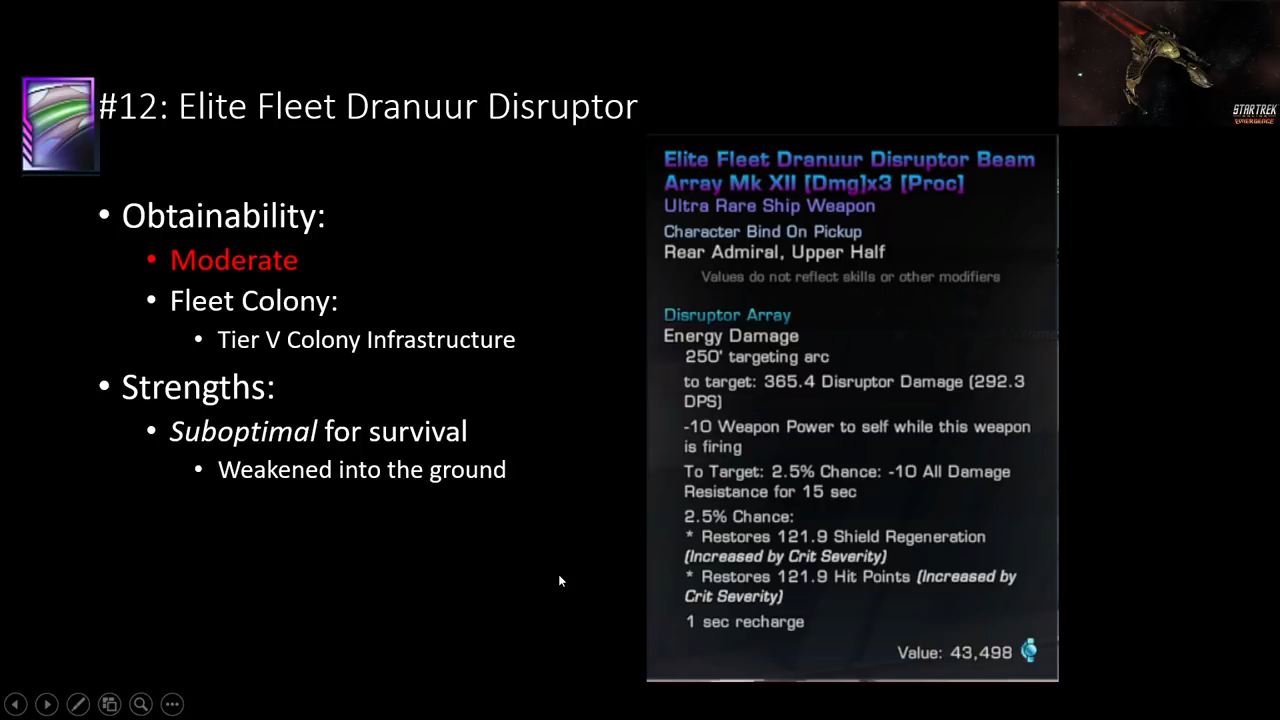 #12: Elite Fleet Dranuur Disruptor
• Obtainability:
• Moderate
• Fleet Colony:
• Tier V Colony Infrastructure
• Strengths:
• Suboptimal for survival
• Weakened into the ground
STAR TREK
EMERGENCE
Elite Fleet Dranuur Disruptor Beam
Array Mk XII [Dmg]x3 [Proc]
Ultra Rare Ship Weapon
Character Bind On Pickup
Rear Admiral, Upper Half
Values do not reflect skills or other modifiers
Disruptor Array
Energy Damage
250' targeting arc
to target: 365.4 Disruptor Damage (292.3
DPS)
-10 Weapon Power to self while this weapon
is firing
To Target: 2.5% Chance: -10 All Damage
Resistance for 15 sec
2.5% Chance:
* Restores 121.9 Shield Regeneration
(Increased by Crit Severity)
* Restores 121.9 Hit Points (Increased by
Crit Severity)
1 sec recharge
Value: 43,498